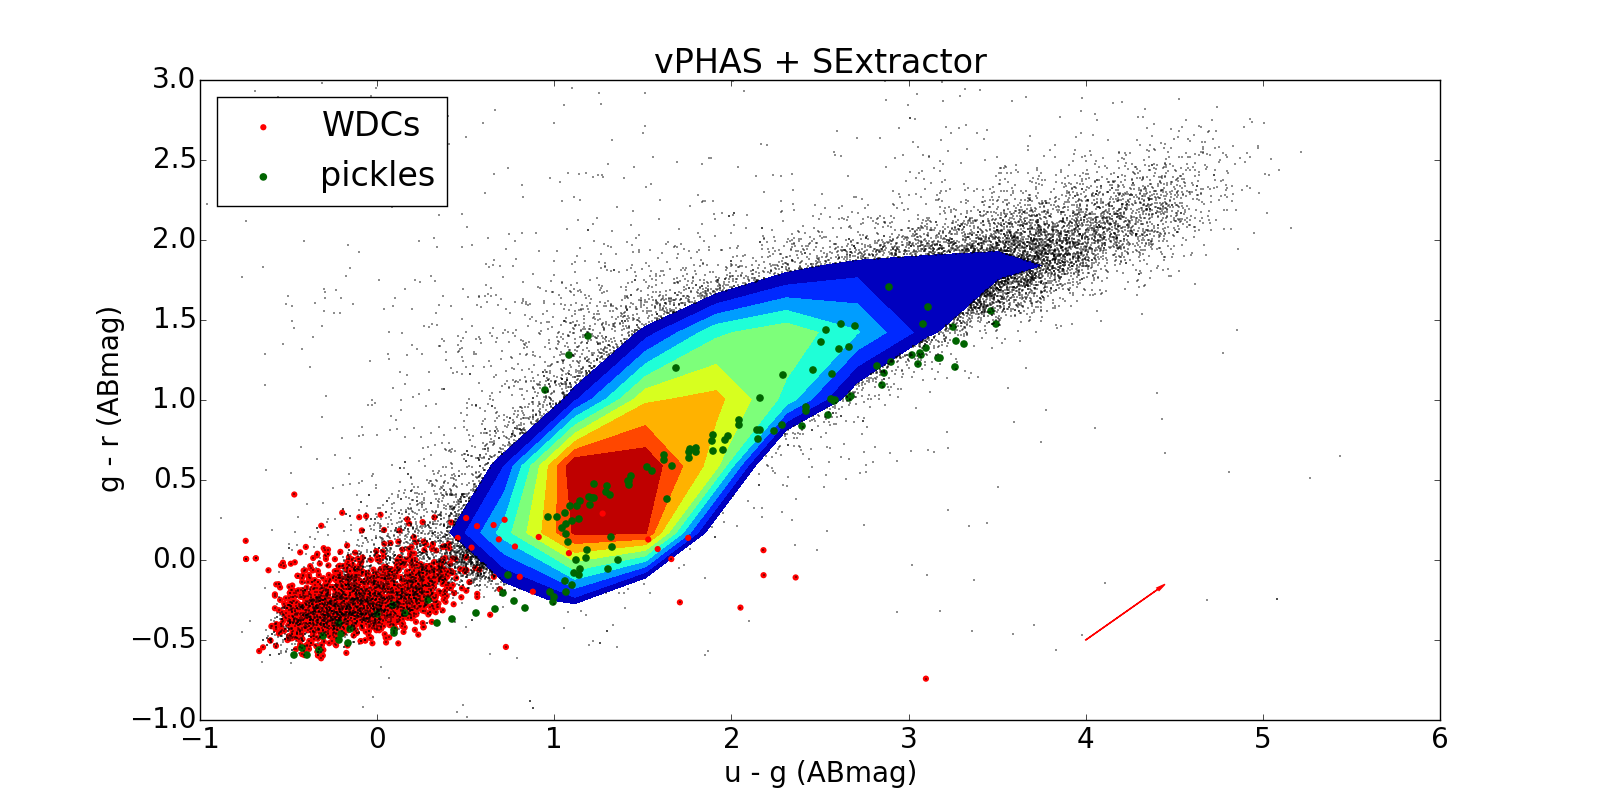 vPHAS + SExtractor
3.0
2.5
2.0
1.5
1.0
0.5
0.0
−0.5
−1.0
g - r (ABmag)
WDCs
pickles
−1 0 1 2 3 4 5 6
u - g (ABmag)